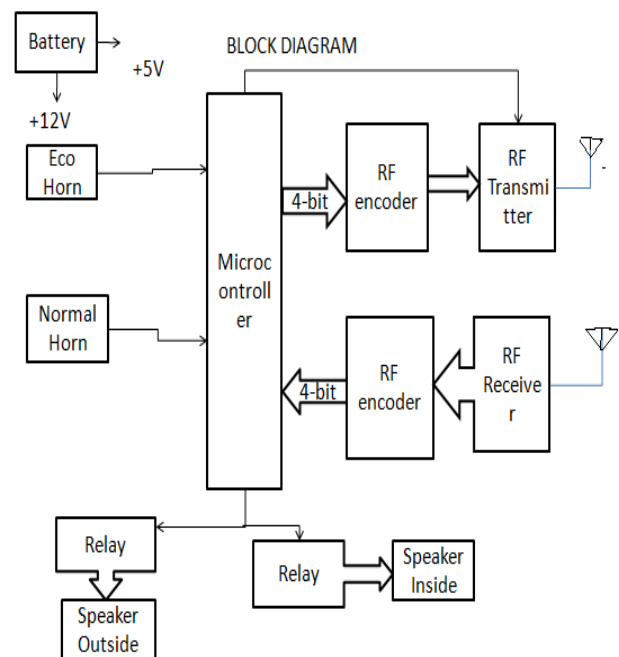 Battery
+5V
BLOCK DIAGRAM
+12V
Eco
Horn
4-bit
RF
encoder
RF
Transmi
tter
Microc
ontroll
er
Normal
Horn
4-bit
RF
encoder
RF
Receive
r
Relay
Relay
Speaker
Inside
Speaker
Outside